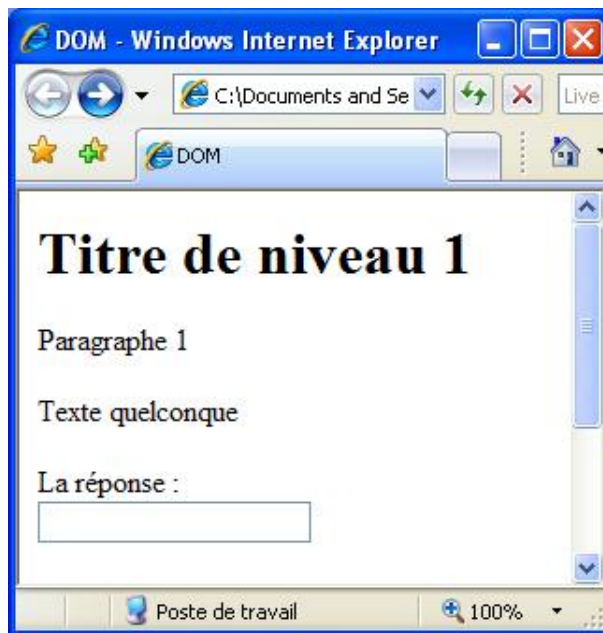 DOM - Windows Internet Explorer
C:\Documents and Se
Live
DOM
Titre de niveau 1
Paragraphe 1
Texte quelconque
La réponse :
Poste de travail
100%